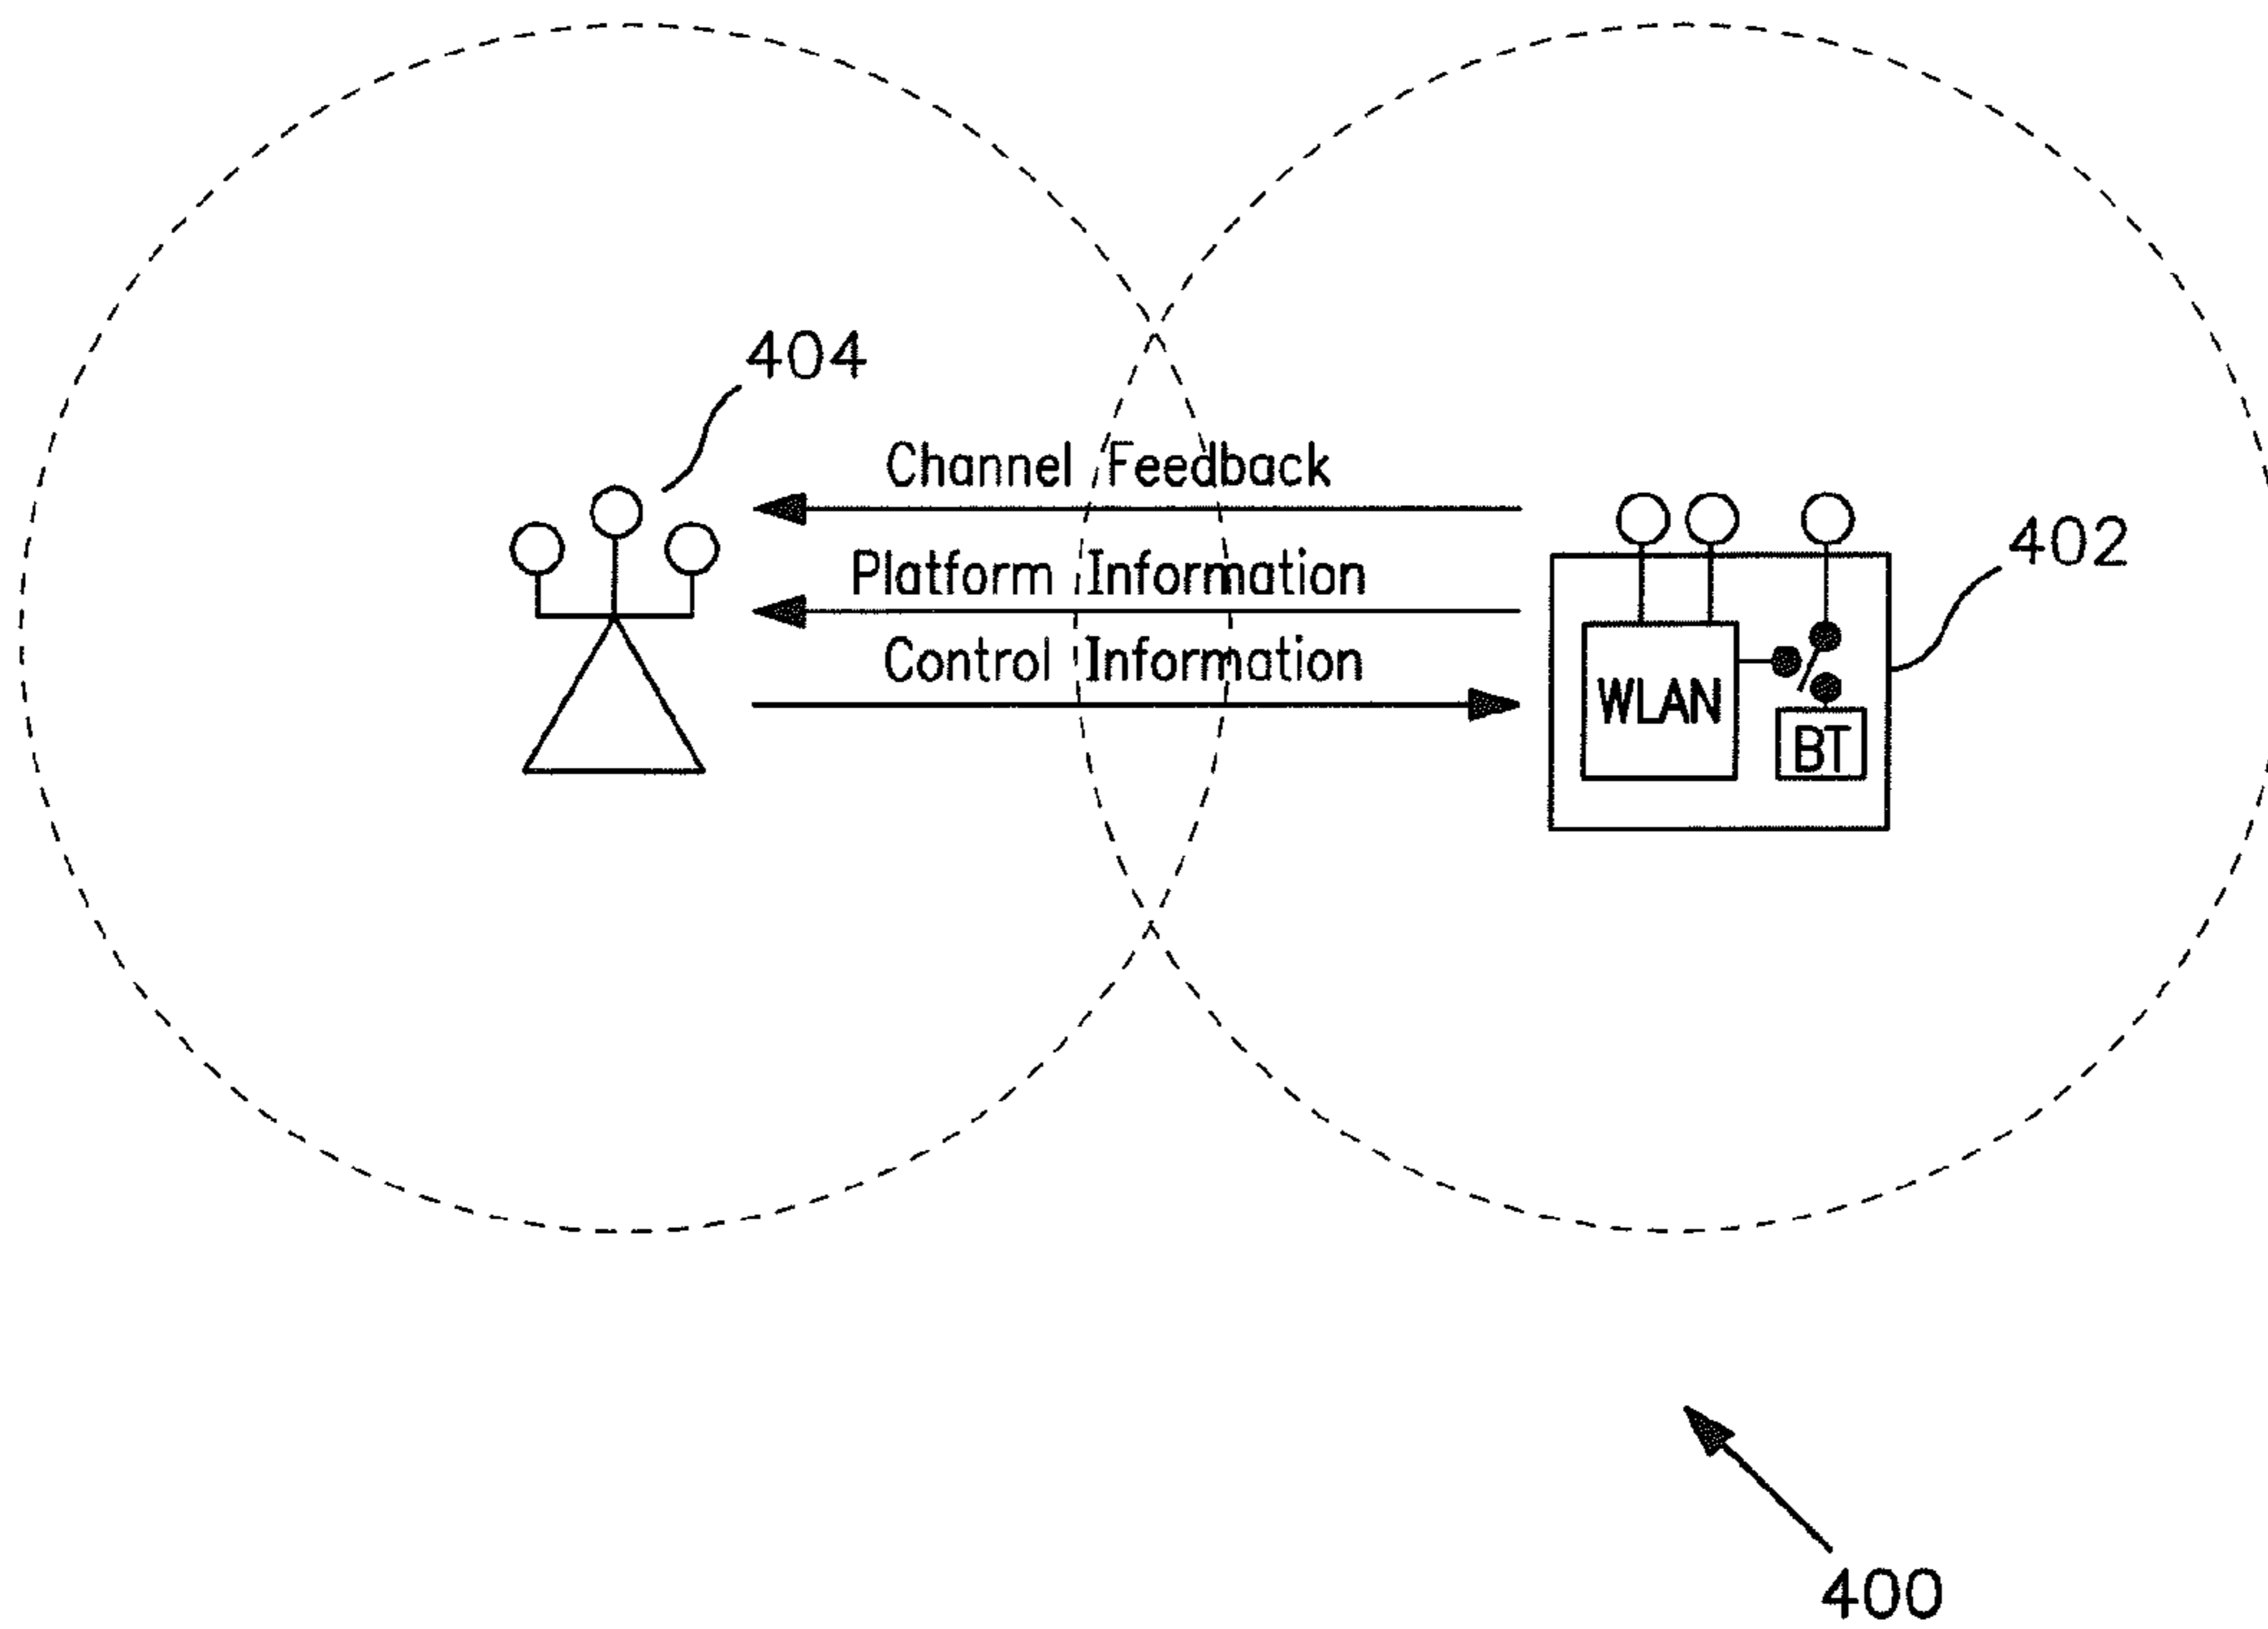 404
Channel Feedback
402
Platform Information
Control Information
WLAN
BT
400